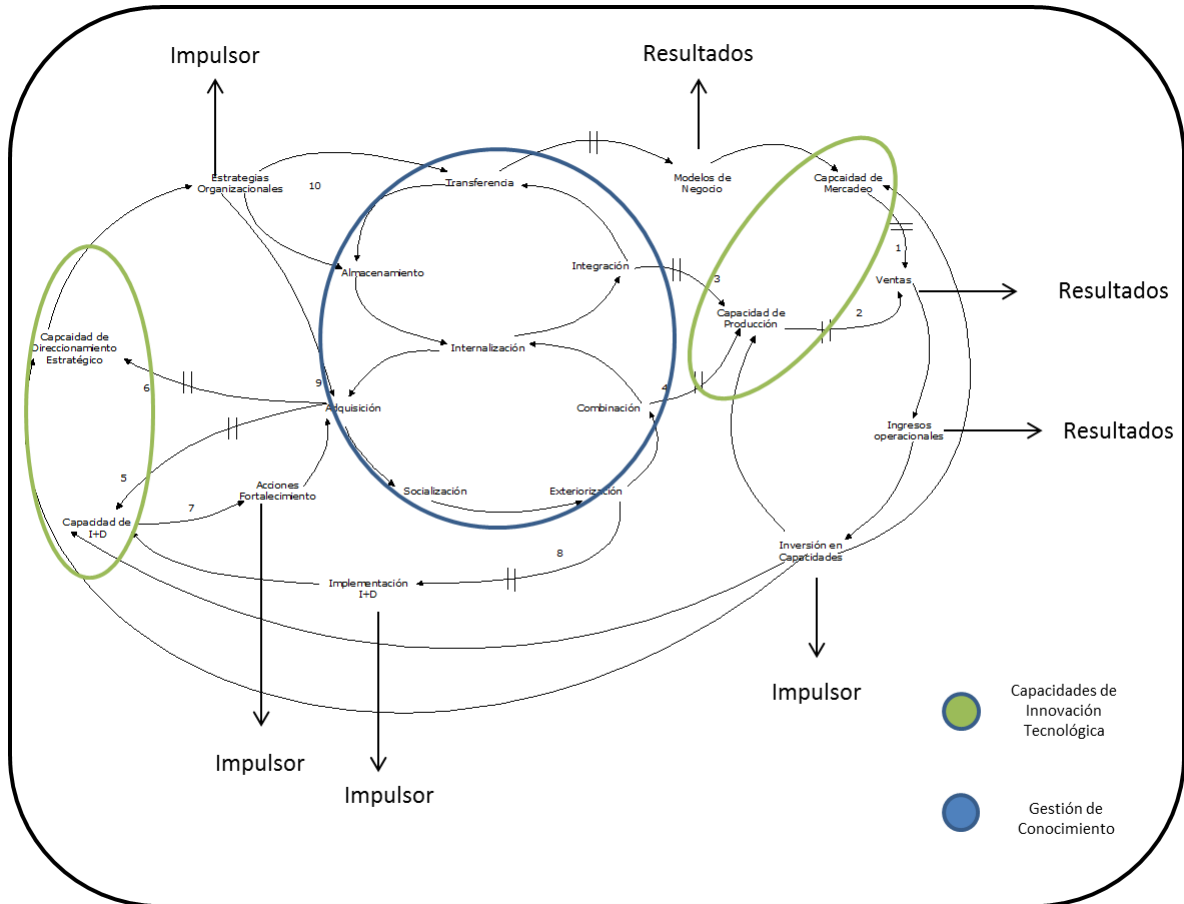 Impulsor
Resultados
Estrategias
Organizacionales
10
Transferencia
Modelos de
Negocio
Capcaidad de
Mercadeo
1
Almacenamiento
Integración
3
Ventas
Resultados
Capacidad de
Producción
2
Capcaidad de
Direccionamiento
Estratégico
Internalización
6
9
4
Adquisición
Combinación
Ingresos
operacionales
Resultados
5
Acciones
Fortalecimiento
Socialización
Exteriorización
7
Capacidad de
I+D
8
Inversión en
Capatidades
Implementación
I+D
Impulsor
Capacidades de
Innovación
Tecnológica
Impulsor
Impulsor
Gestión de
Conocimiento